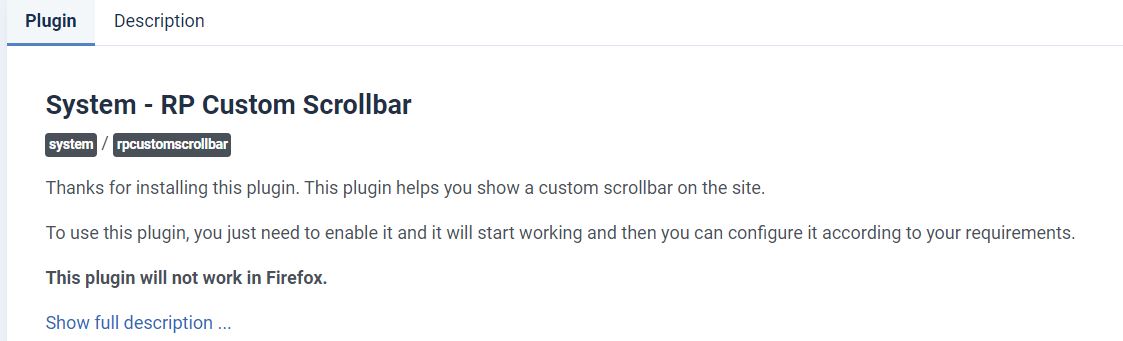 Plugin Description
System - RP Custom Scrollbar
system / rpcustomscrollbar
Thanks for installing this plugin. This plugin helps you show a custom scrollbar on the site.
To use this plugin, you just need to enable it and it will start working and then you can configure it according to your requirements.
This plugin will not work in Firefox.
Show full description ...